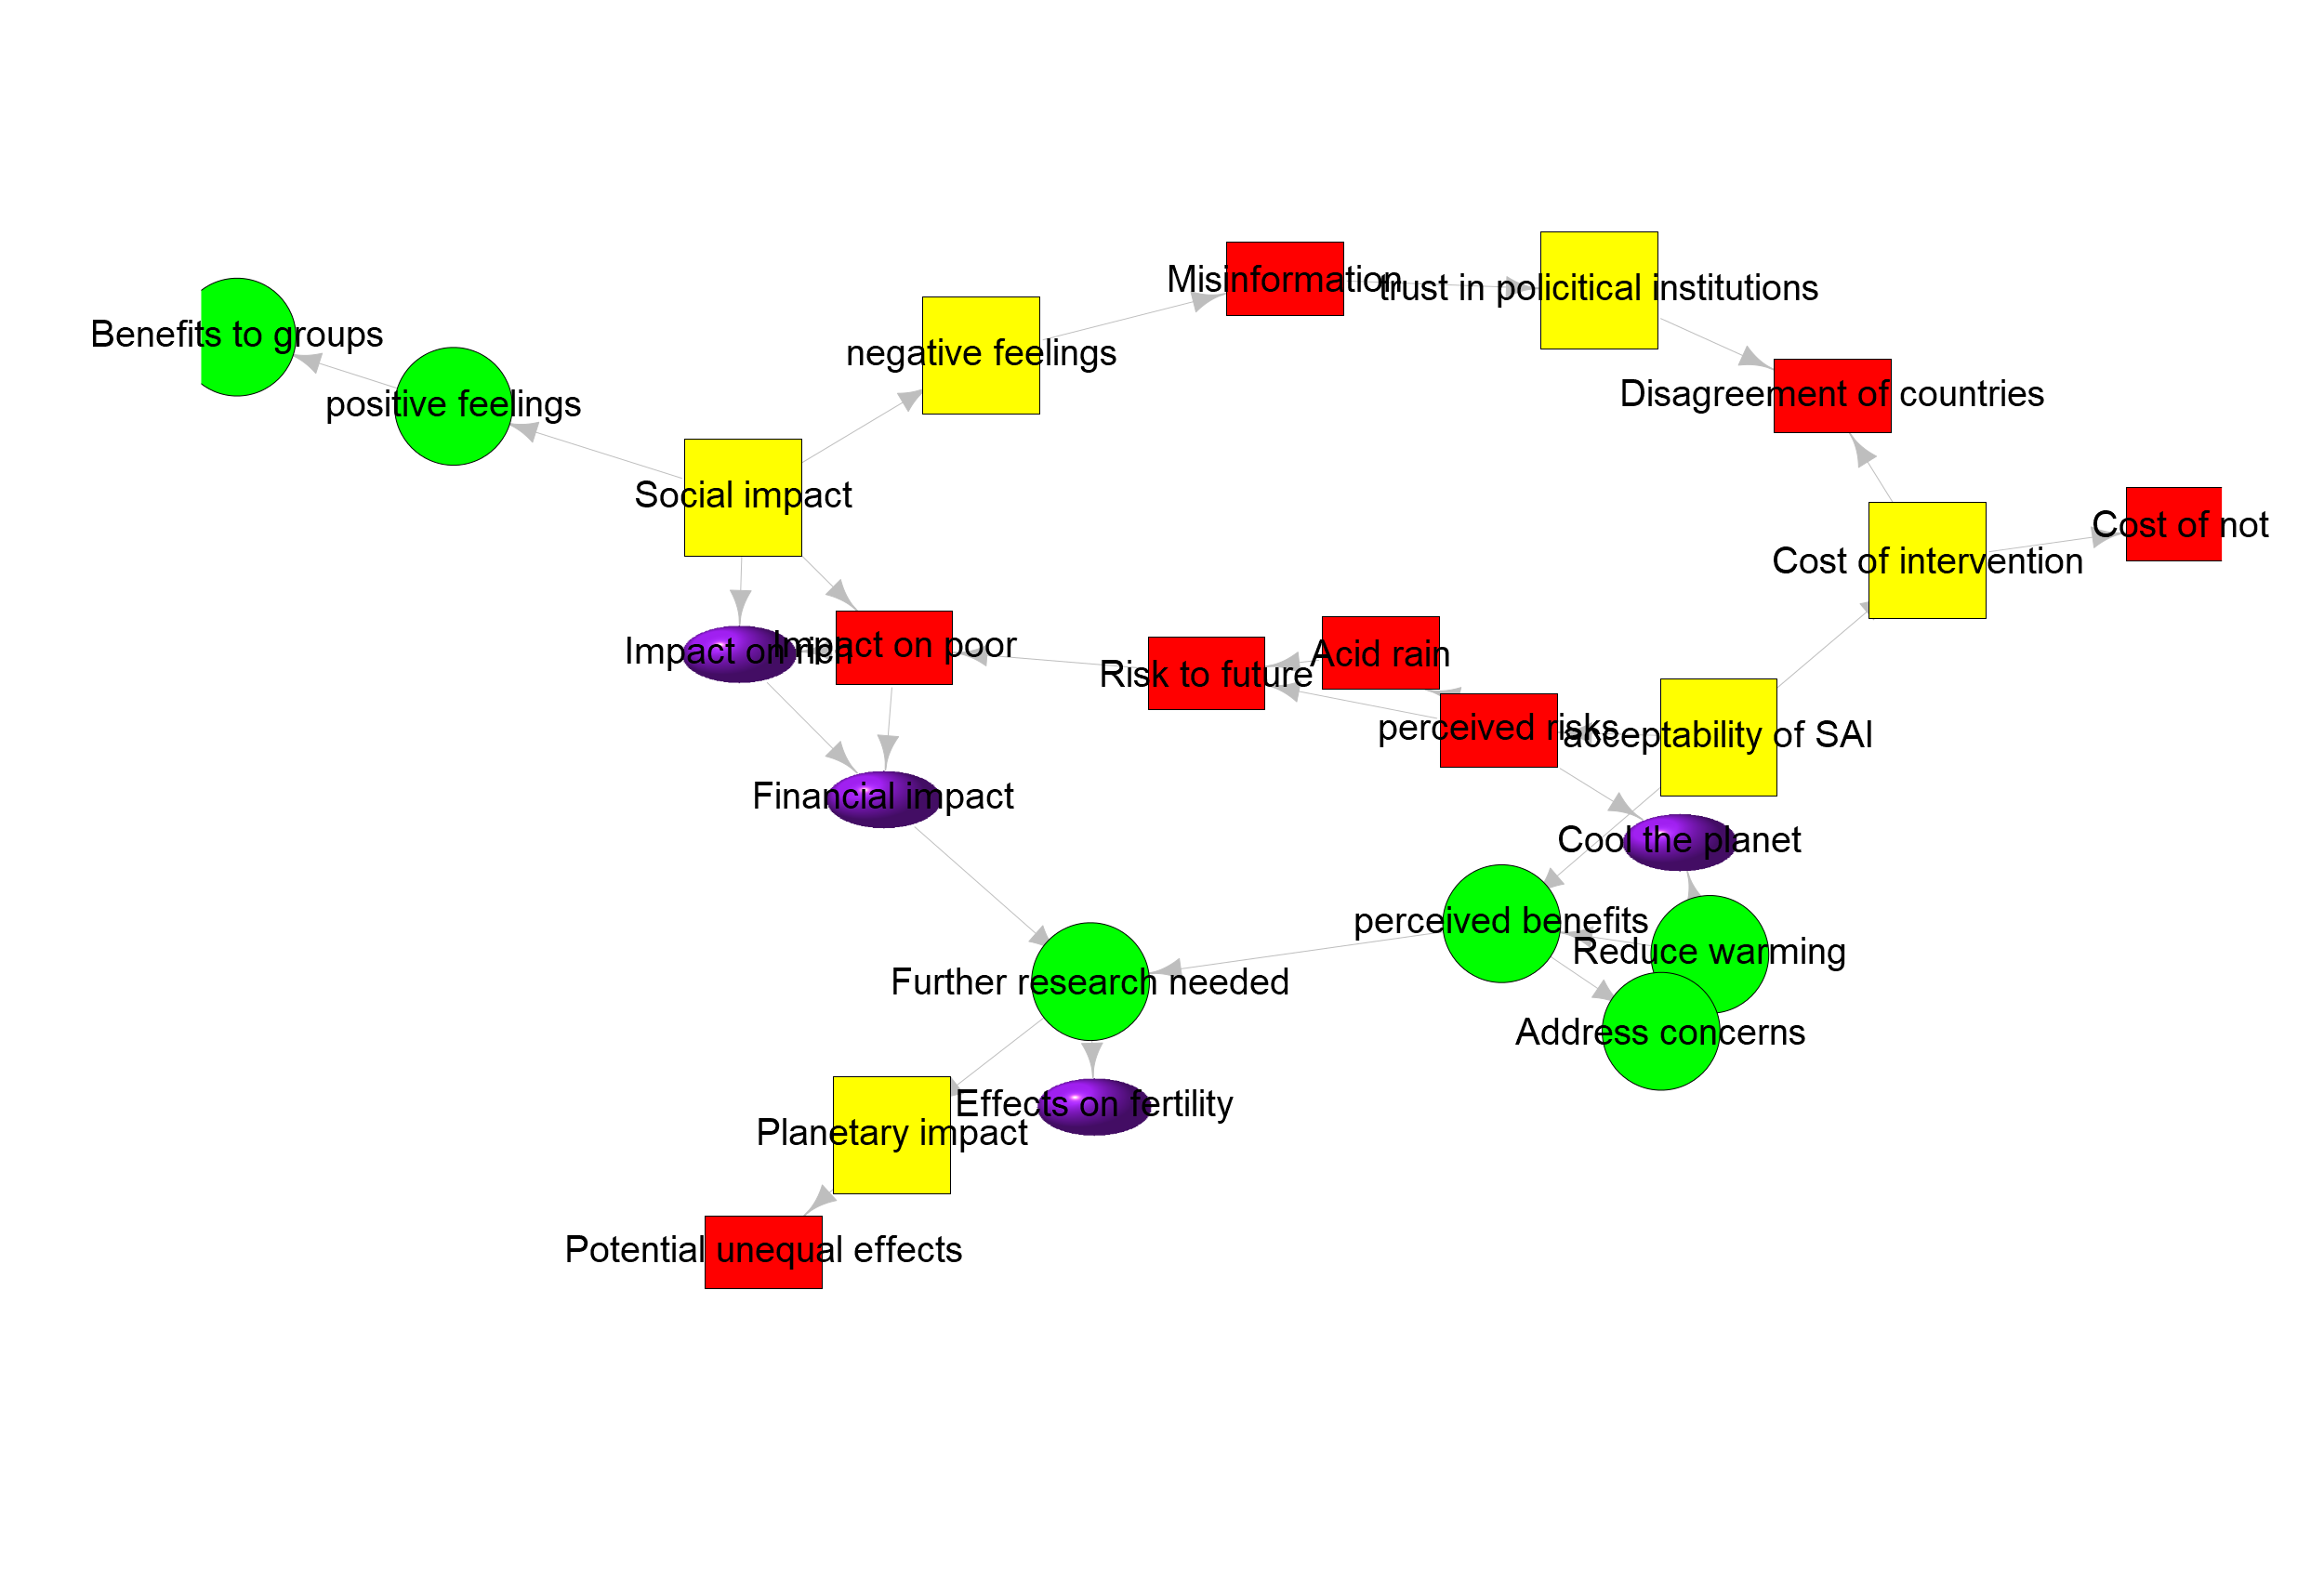 Misinformation
trust in policitical institutions
Benefits to groups
negative feelings
positive feelings
Disagreement of countries
Social impact
Cost of not
Cost of intervention
Impact on rich
Impact on poor
Acid rain
Risk to future
perceived risks
acceptability of SAI
Financial impact
Cool the planet
perceived benefits
Reduce warming
Further research needed
Address concerns
Effects on fertility
Planetary impact
Potential unequal effects